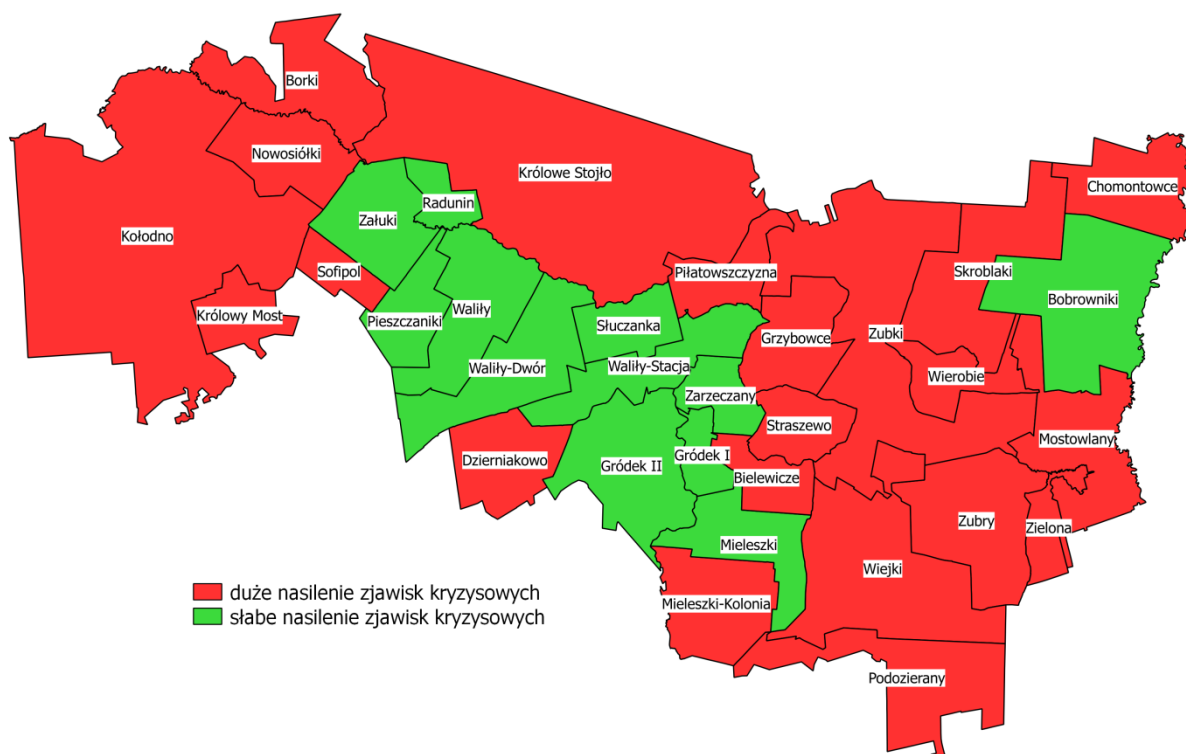 Borki
Nowosiółki
Królowe Stojło
Chomontowce
Radunin
Załuki
Kołodno
Sofipol
Piłatowszczyzna
Skroblaki
Bobrowniki
Królowy Most
Pieszczaniki
Waliły
Słuczanka
Grzybowce
Zubki
Waliły-Dwór
Waliły-Stacja
Wierobie
Zarzeczany
Straszewo
Mostowlany
Dzierniakowo
Gródek II
Gródek I
Bielewicze
Zubry
Zielona
Mieleszki
Wiejki
duże nasilenie zjawisk kryzysowych
Mieleszki-Kolonia
słabe nasilenie zjawisk kryzysowych
Podozierany